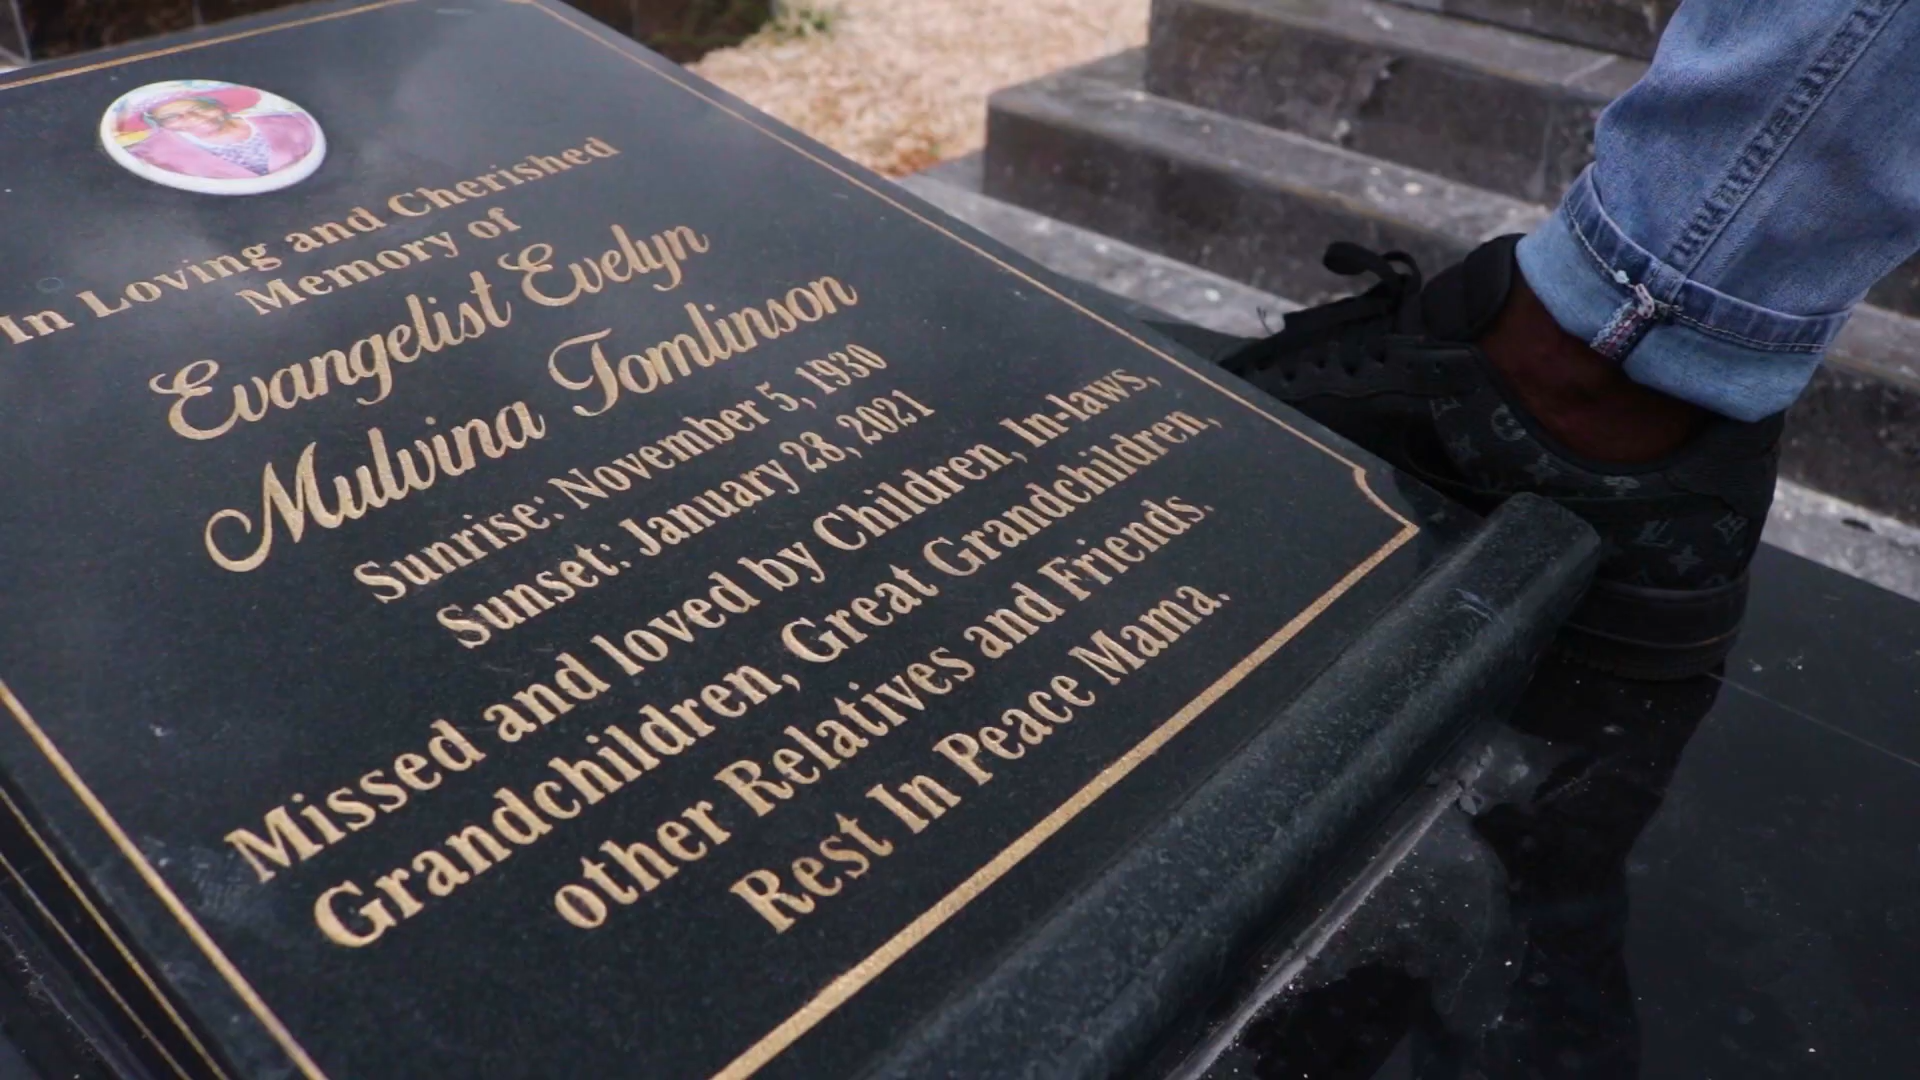 In Loving and Cherished
Memory of
Evangelist Evelyn
Mulvina Tomlinson
Sunrise: November 5, 1930
Sunset: January 28, 2021
Missed and loved by Children, In-laws,
Grandchildren, Great Grandchildren,
other Relatives and Friends.
Rest In Peace Mama.